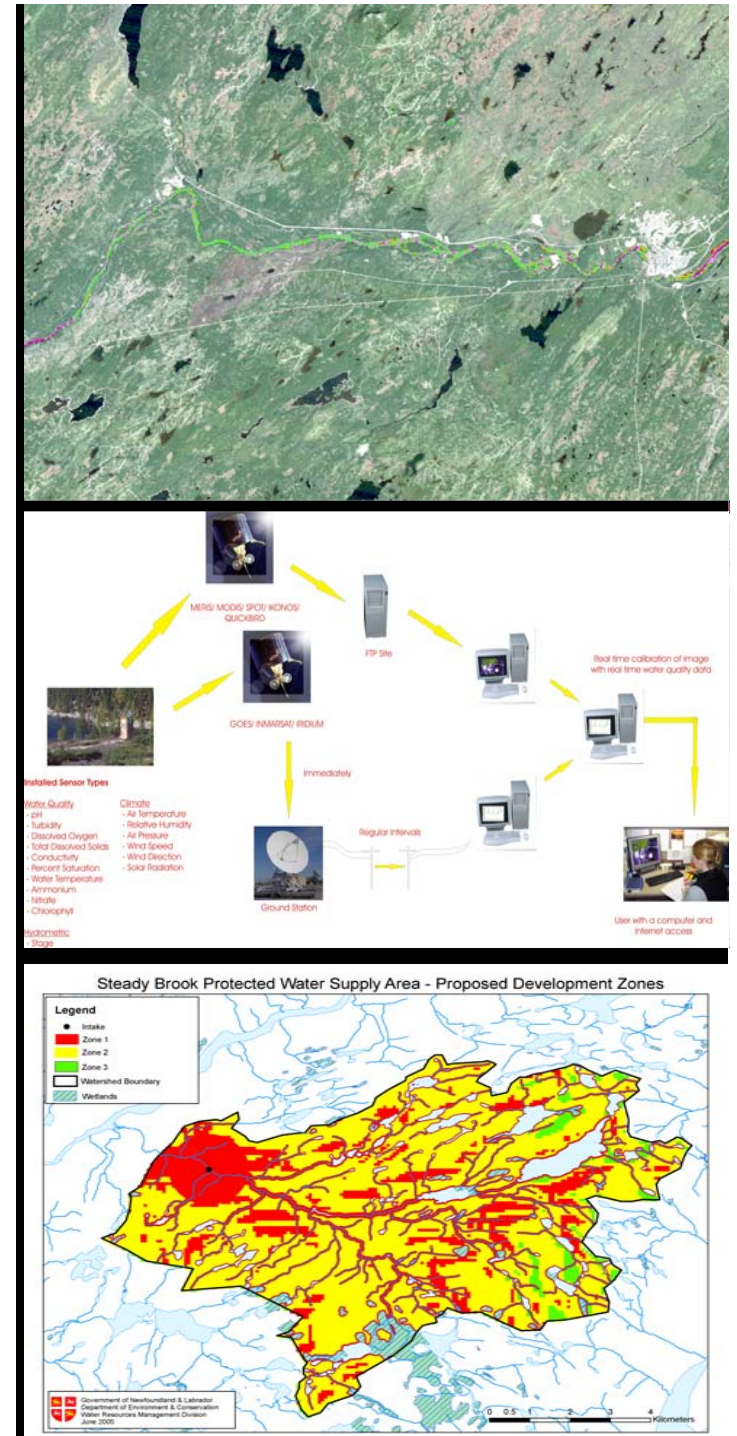 MERIS/ MODIS/ SPOT/ IKONOS/
QUICKBIRD
FTP Site
Real time calibration of image
with real time water quality data
GOES/ INMARSAT/ IRIDIUM
Immediately
Installed Sensor Types
Water Quality
- pH
- Turbidity
- Dissolved Oxygen
- Total Dissolved Solids
- Conductivity
- Percent Saturation
- Water Temperature
- Ammonium
- Nitrate
- Chlorophyll
Hydrometric
- Stage
Climate
- Air Temperature
- Relative Humidity
- Air Pressure
- Wind Speed
- Wind Direction
- Solar Radiation
Regular Intervals
Ground Station
User with a computer and
Internet access
Steady Brook Protected Water Supply Area - Proposed Development Zones
Legend
Intake
Zone 1
Zone 2
Zone 3
Watershed Boundary
Wetlands
Government of Newfoundland & Labrador
Department of Environment & Conservation
Water Resources Management Division
June 2005
0 0.5 1 2 3 4
Kilometers